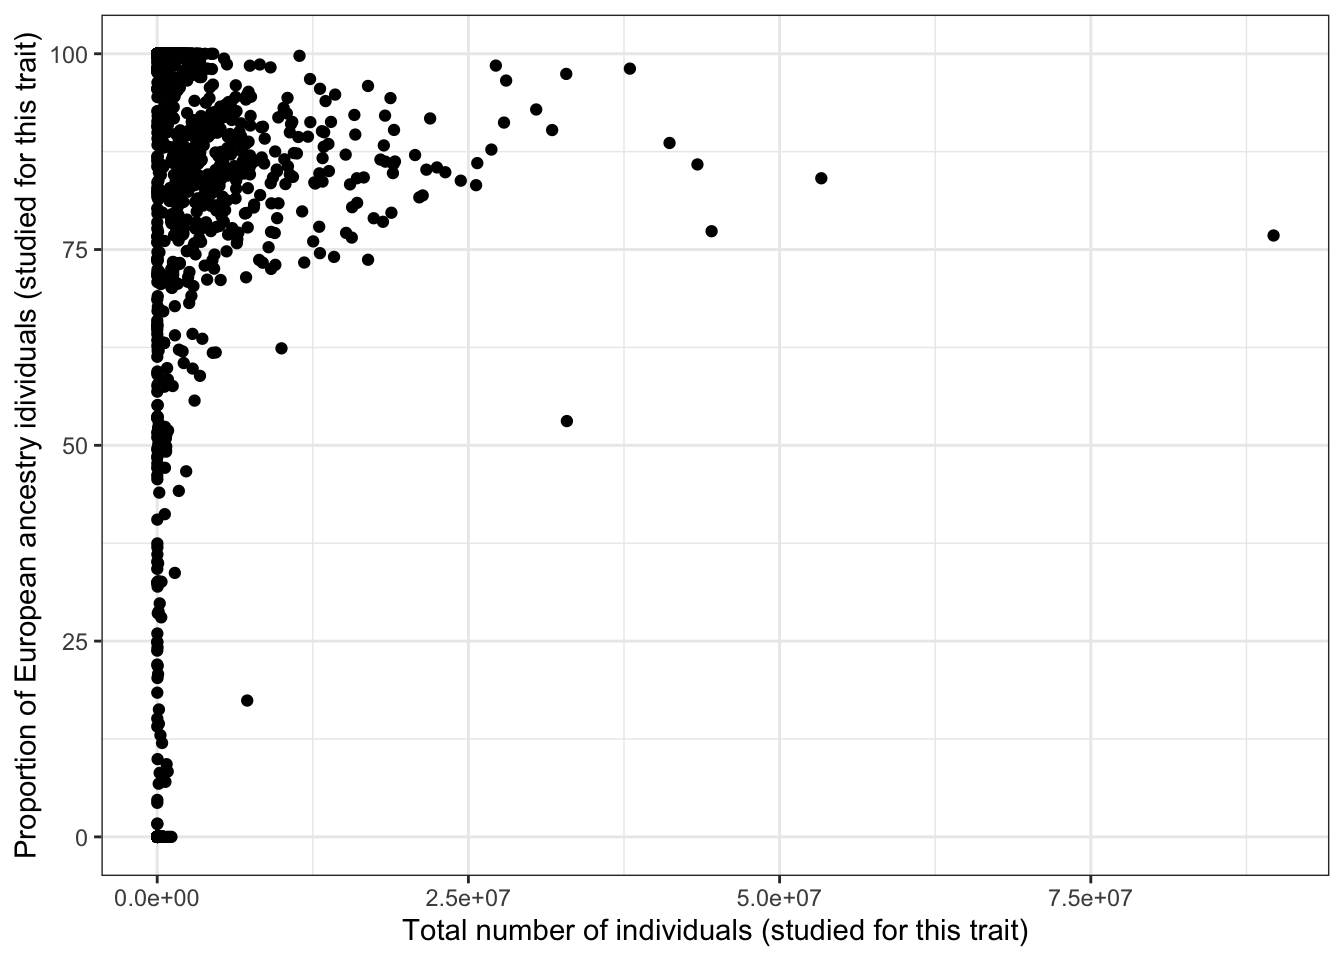 Proportion of European ancestry idividuals (studied for this trait)
100
75
50
25
0
0.0e+00
2.5e+07
5.0e+07
7.5e+07
Total number of individuals (studied for this trait)